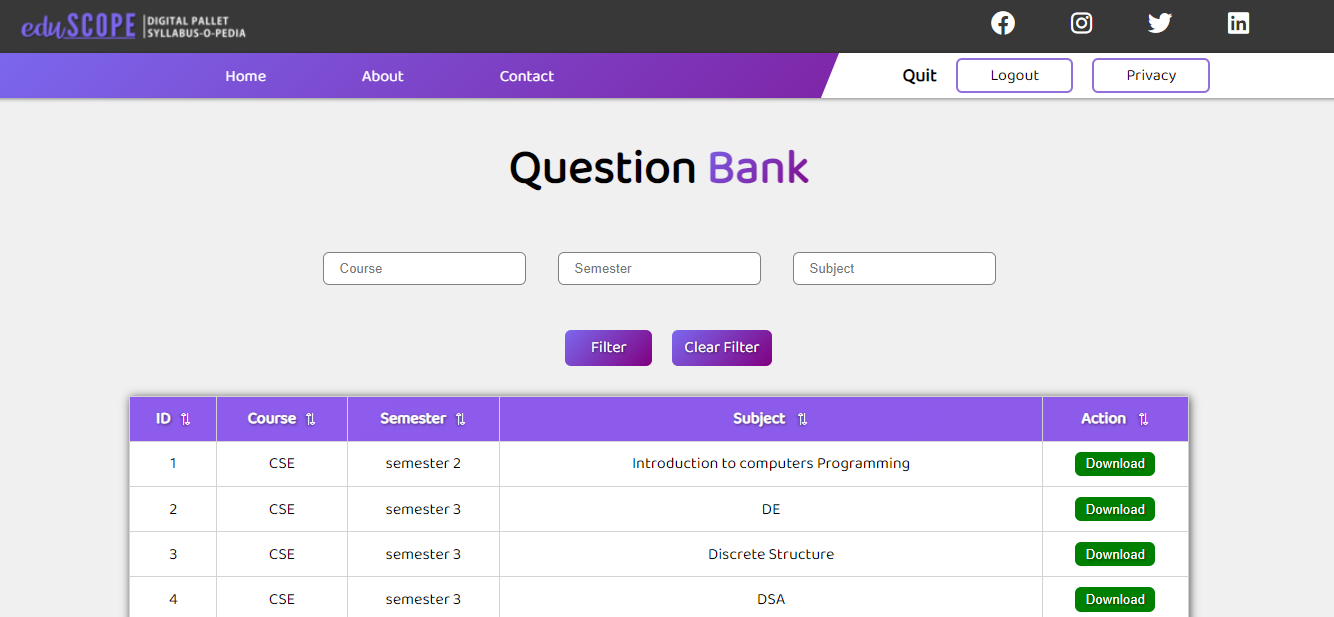 eduSCOPE DIGITAL PALLET
SYLLABUS-O-PEDIA
Home About Contact Quit Logout Privacy
Question Bank
Course Semester Subject
Filter Clear Filter
ID Course Semester Subject Action
1 CSE semester 2 Introduction to computers Programming Download
2 CSE semester 3 DE Download
3 CSE semester 3 Discrete Structure Download
4 CSE semester 3 DSA Download